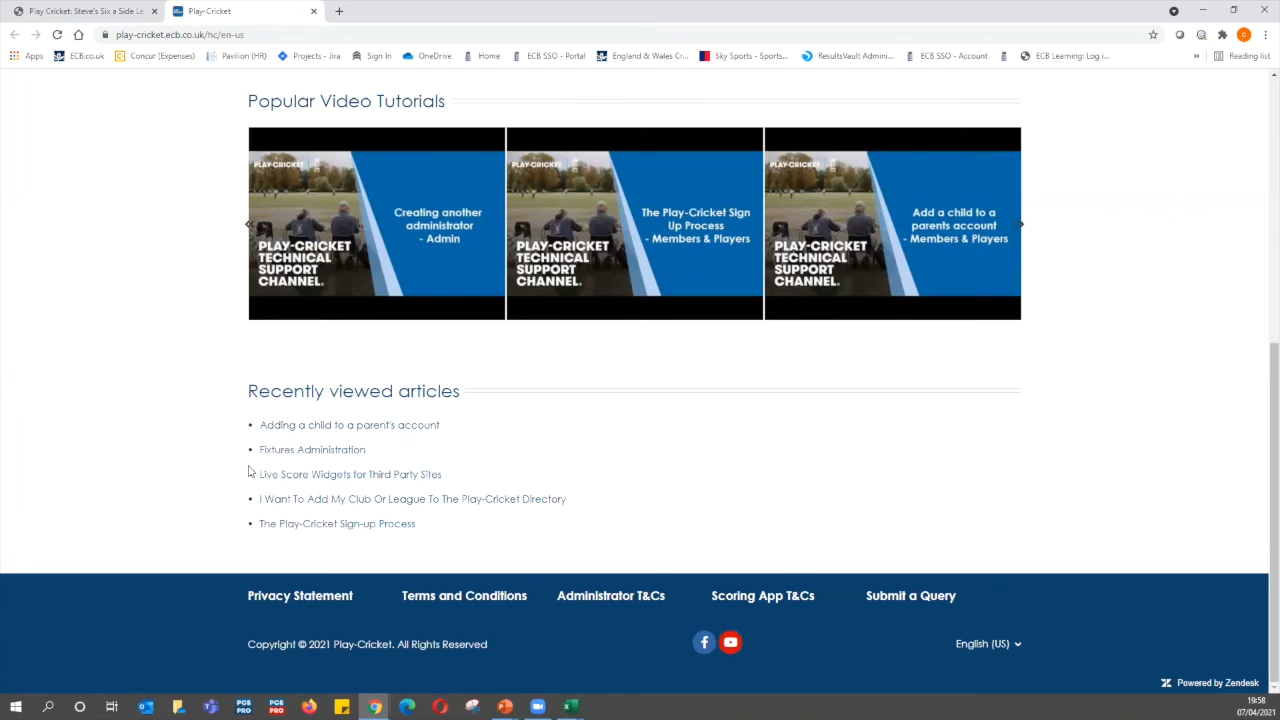 Play Cricket: Steve's Six a Side Le
Play-Cricket
play-cricket.ecb.co.uk/hc/en-us
Apps
ECB.co.uk
Concur (Expenses)
Pavilion (HR)
Projects - Jira
Sign In
OneDrive
Home
ECB SSO - Portal
England & Wales Cr...
Sky Sports - Sports...
ResultsVault Admini...
ECB SSO - Account
ECB Learning: Log i...
Reading list
Popular Video Tutorials
PLAY-CRICKET
Creating another
administrator
- Admin
PLAY-CRICKET
TECHNICAL
SUPPORT
CHANNEL.
PLAY-CRICKET
The Play-Cricket Sign
Up Process
- Members & Players
PLAY-CRICKET
TECHNICAL
SUPPORT
CHANNEL.
PLAY-CRICKET
Add a child to a
parents account
- Members & Players
PLAY-CRICKET
TECHNICAL
SUPPORT
CHANNEL.
Recently viewed articles
• Adding a child to a parent's account
• Fixtures Administration
Live Score Widgets for Third Party Sites
• I Want To Add My Club Or League To The Play-Cricket Directory
• The Play-Cricket Sign-up Process
Privacy Statement
Terms and Conditions
Administrator T&Cs
Scoring App T&Cs
Submit a Query
Copyright © 2021 Play-Cricket. All Rights Reserved
English (US)
Powered by Zendesk
PCS
PRO
PCS
PRO
19:58
07/04/2021